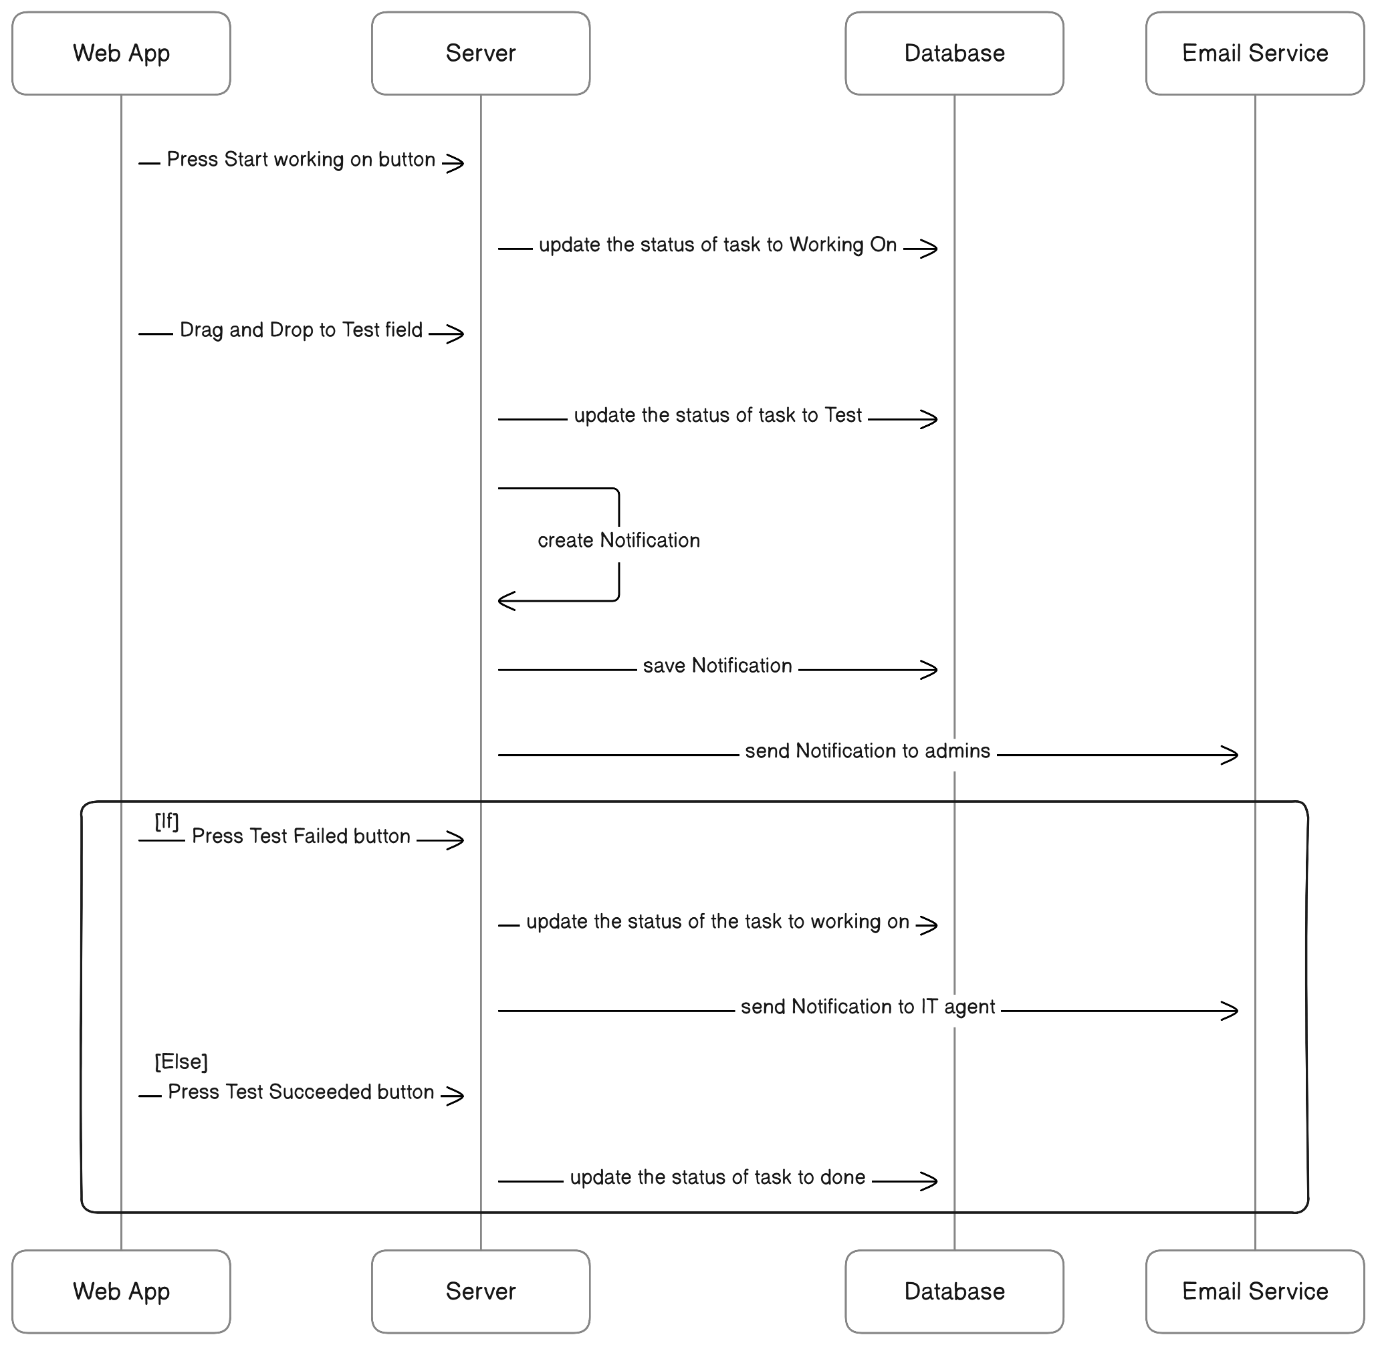 Web App
Server
Database
Email Service
Press Start working on button
update the status of task to Working On
Drag and Drop to Test field
update the status of task to Test
create Notification
save Notification
send Notification to admins
[If]
Press Test Failed button
update the status of the task to working on
send Notification to IT agent
[Else]
Press Test Succeeded button
update the status of task to done
Web App
Server
Database
Email Service